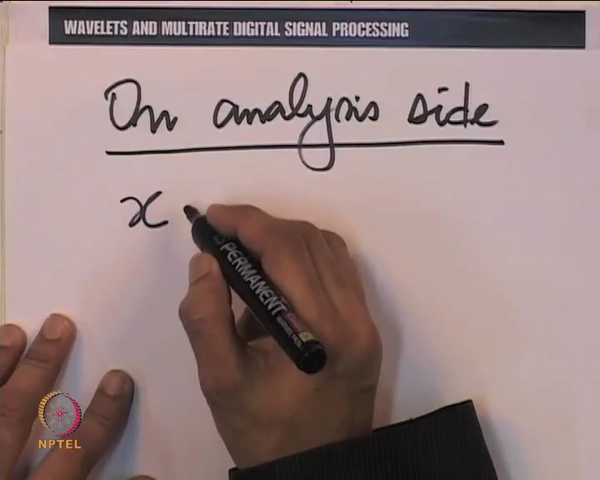 WAVELETS AND MULTIRATE DIGITAL SIGNAL PROCESSING
On analysis side
x
PERMANENT
NPTEL